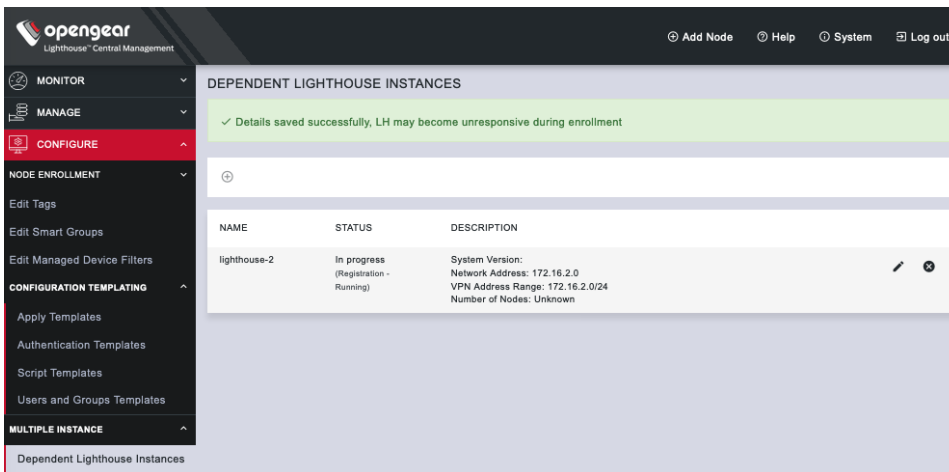 opengear
Lighthouse™ Central Management
Add Node Help System Log out
MONITOR
MANAGE
CONFIGURE
NODE ENROLLMENT
Edit Tags
Edit Smart Groups
Edit Managed Device Filters
CONFIGURATION TEMPLATING
Apply Templates
Authentication Templates
Script Templates
Users and Groups Templates
MULTIPLE INSTANCE
Dependent Lighthouse Instances
DEPENDENT LIGHTHOUSE INSTANCES
Details saved successfully, LH may become unresponsive during enrollment
NAME STATUS DESCRIPTION
lighthouse-2
In progress
(Registration -
Running)
System Version:
Network Address: 172.16.2.0
VPN Address Range: 172.16.2.0/24
Number of Nodes: Unknown